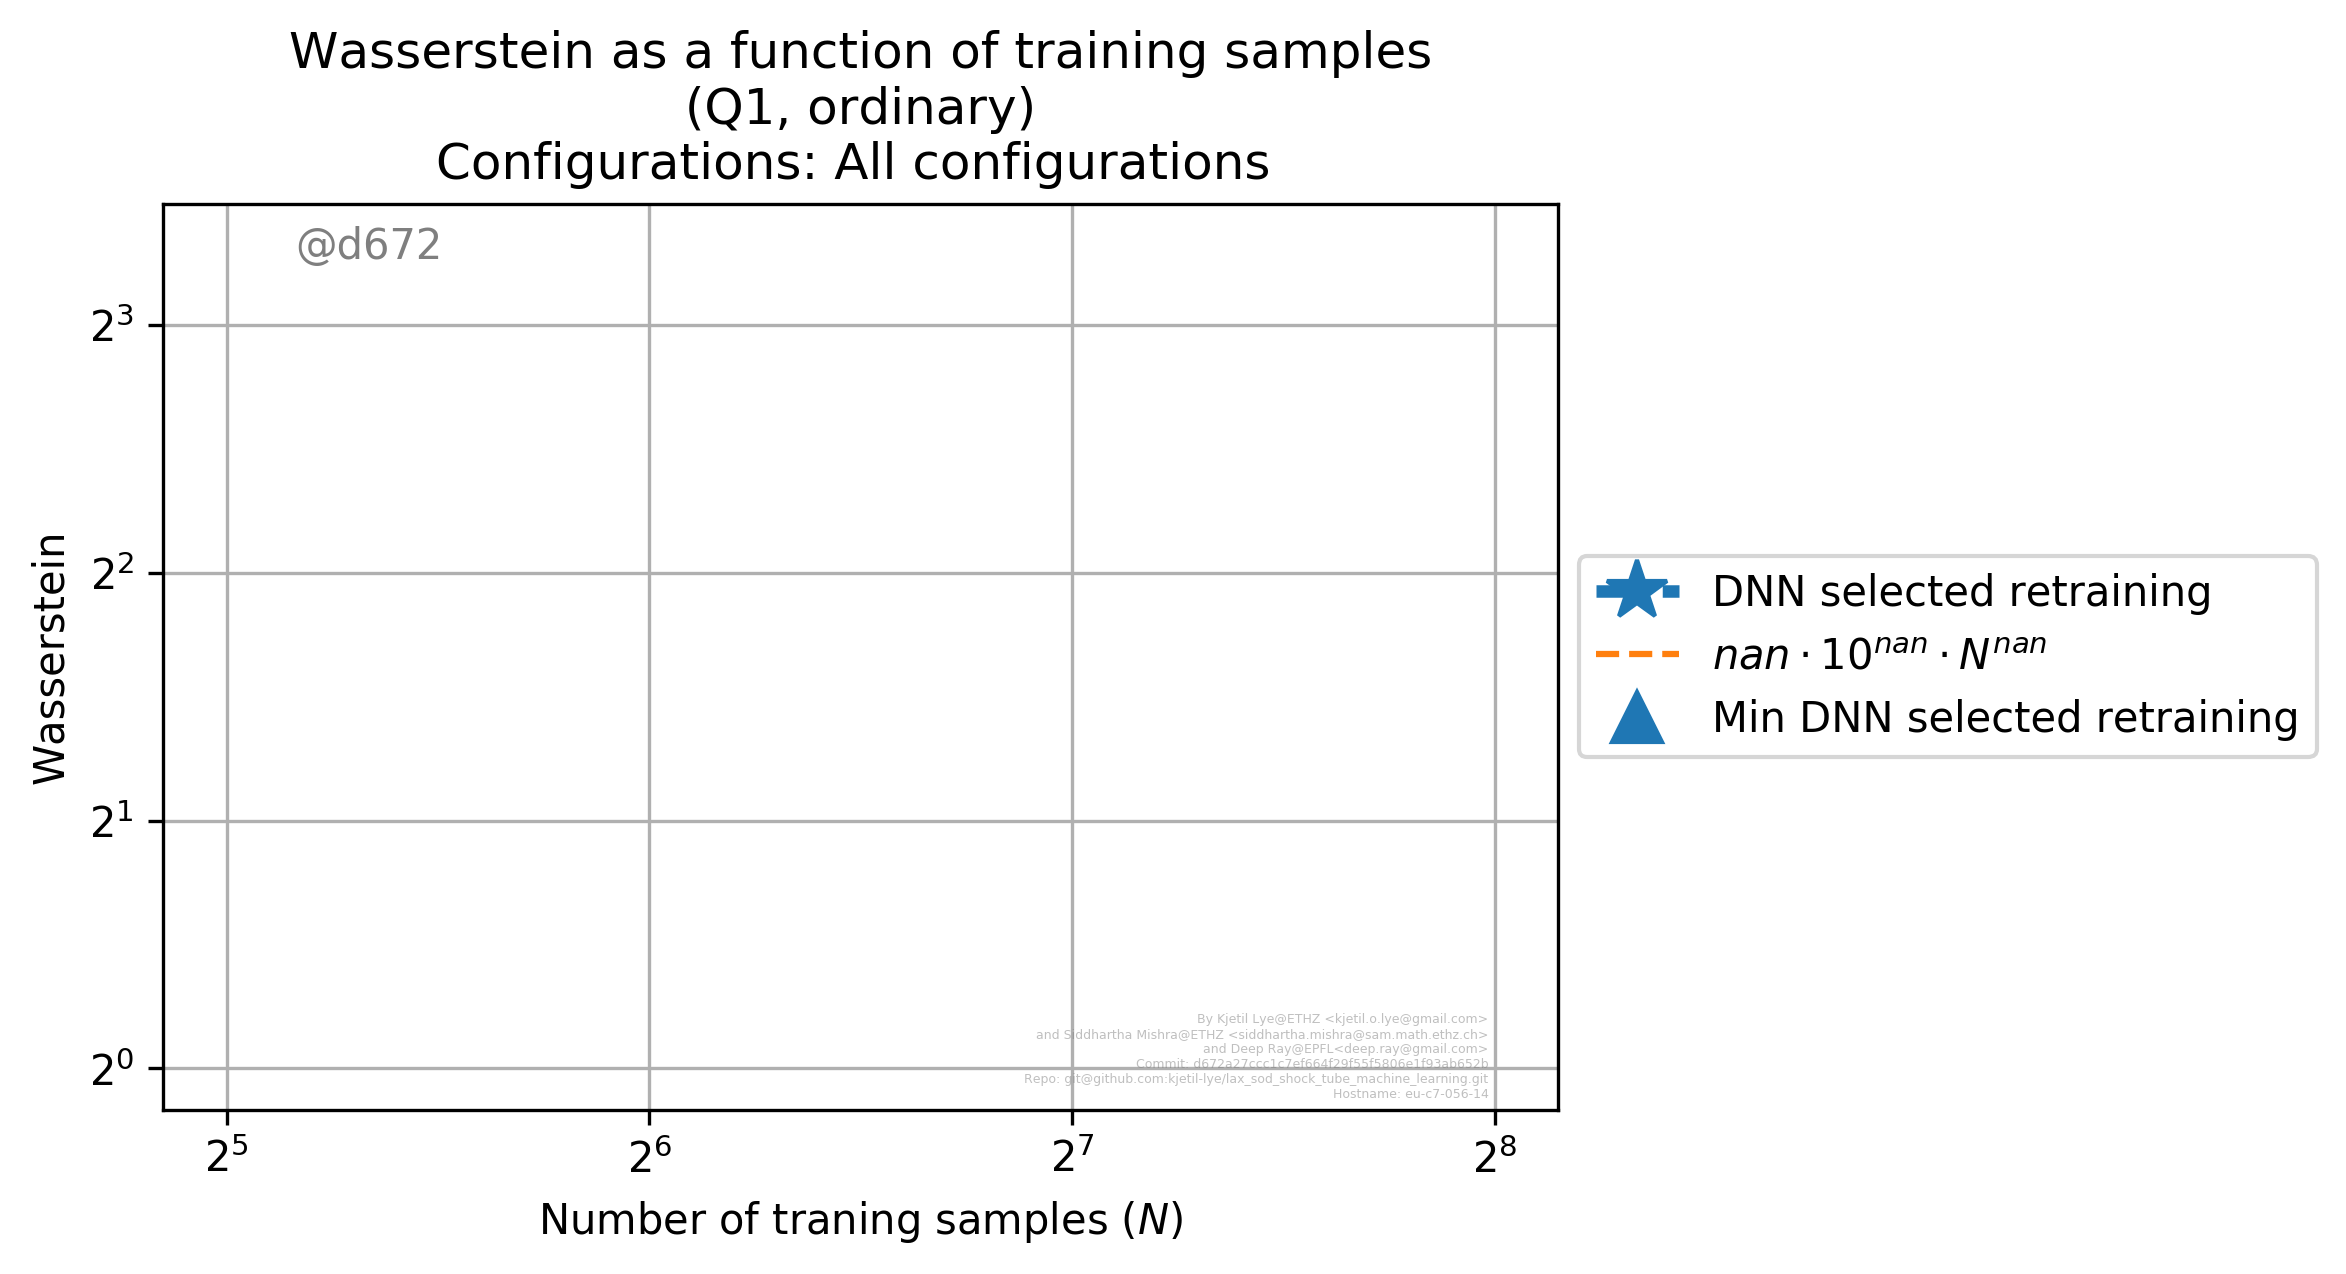 Wasserstein as a function of training samples
(Q1, ordinary)
Configurations: All configurations
@d672
2^3
2^2
2^1
2^0
Wasserstein
2^5 2^6 2^7 2^8
Number of traning samples (N)
DNN selected retraining
nan · 10^nan · N^nan
Min DNN selected retraining
By Kjetil Lye@ETHZ <kjetil.o.lye@gmail.com>
and Siddhartha Mishra@ETHZ <siddhartha.mishra@sam.math.ethz.ch>
and Deep Ray@EPFL<deep.ray@gmail.com>
Commit: d672a27ccc1c7ef664f29f55f5806e1f93ab652b
Repo: git@github.com:kjetil-lye/lax_sod_shock_tube_machine_learning.git
Hostname: eu-c7-056-14